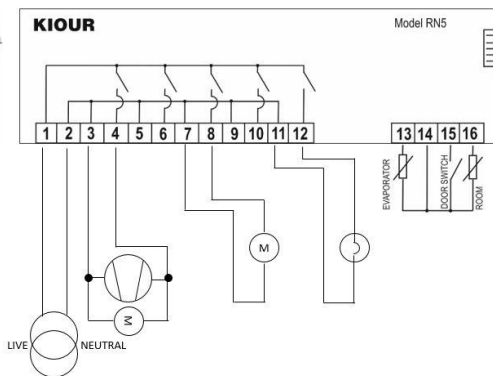 KIOUR
Model RN5
1 2 3 4 5 6 7 8 9 10 11 12
13 14 15 16
EVAPORATOR
DOOR SWITCH
ROOM
M
M
LIVE
NEUTRAL